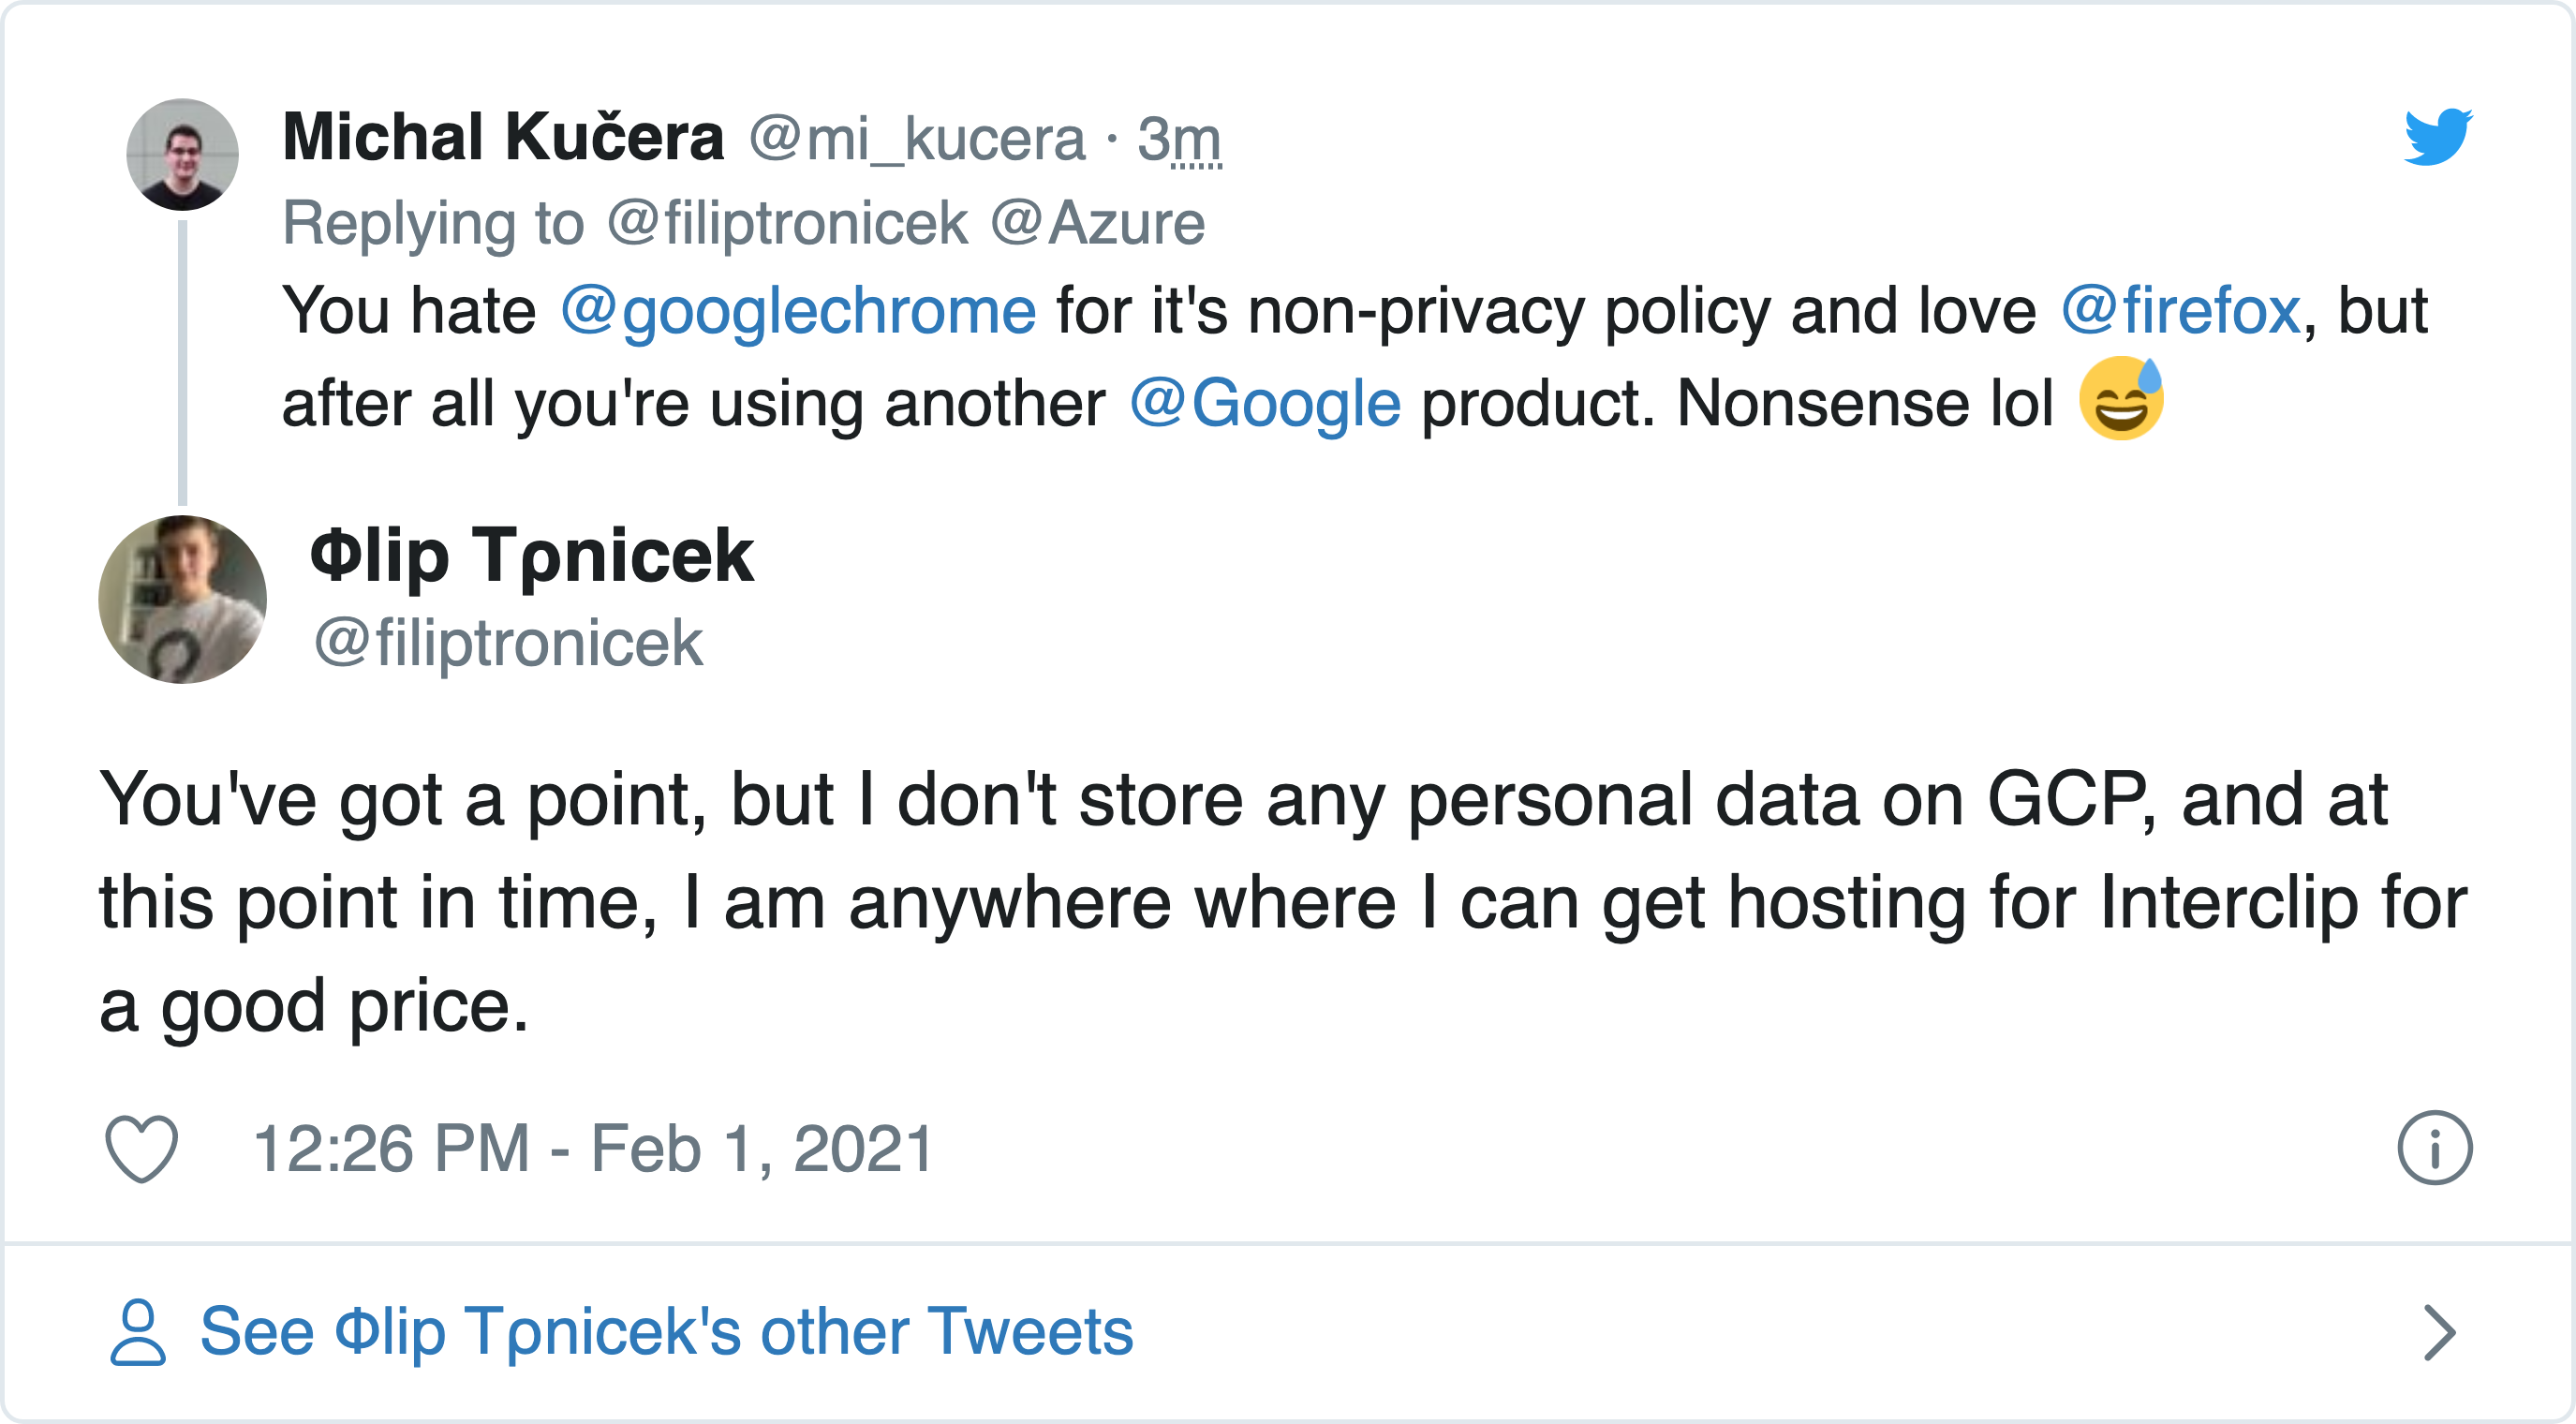 Michal Kučera @mi_kucera · 3m
Replying to @filiptronicek @Azure
You hate @googlechrome for it's non-privacy policy and love @firefox, but
after all you're using another @Google product. Nonsense lol 😅
Φlip Tρnicek
@filiptronicek
You've got a point, but I don't store any personal data on GCP, and at
this point in time, I am anywhere where I can get hosting for Interclip for
a good price.
12:26 PM - Feb 1, 2021
See Φlip Tρnicek's other Tweets